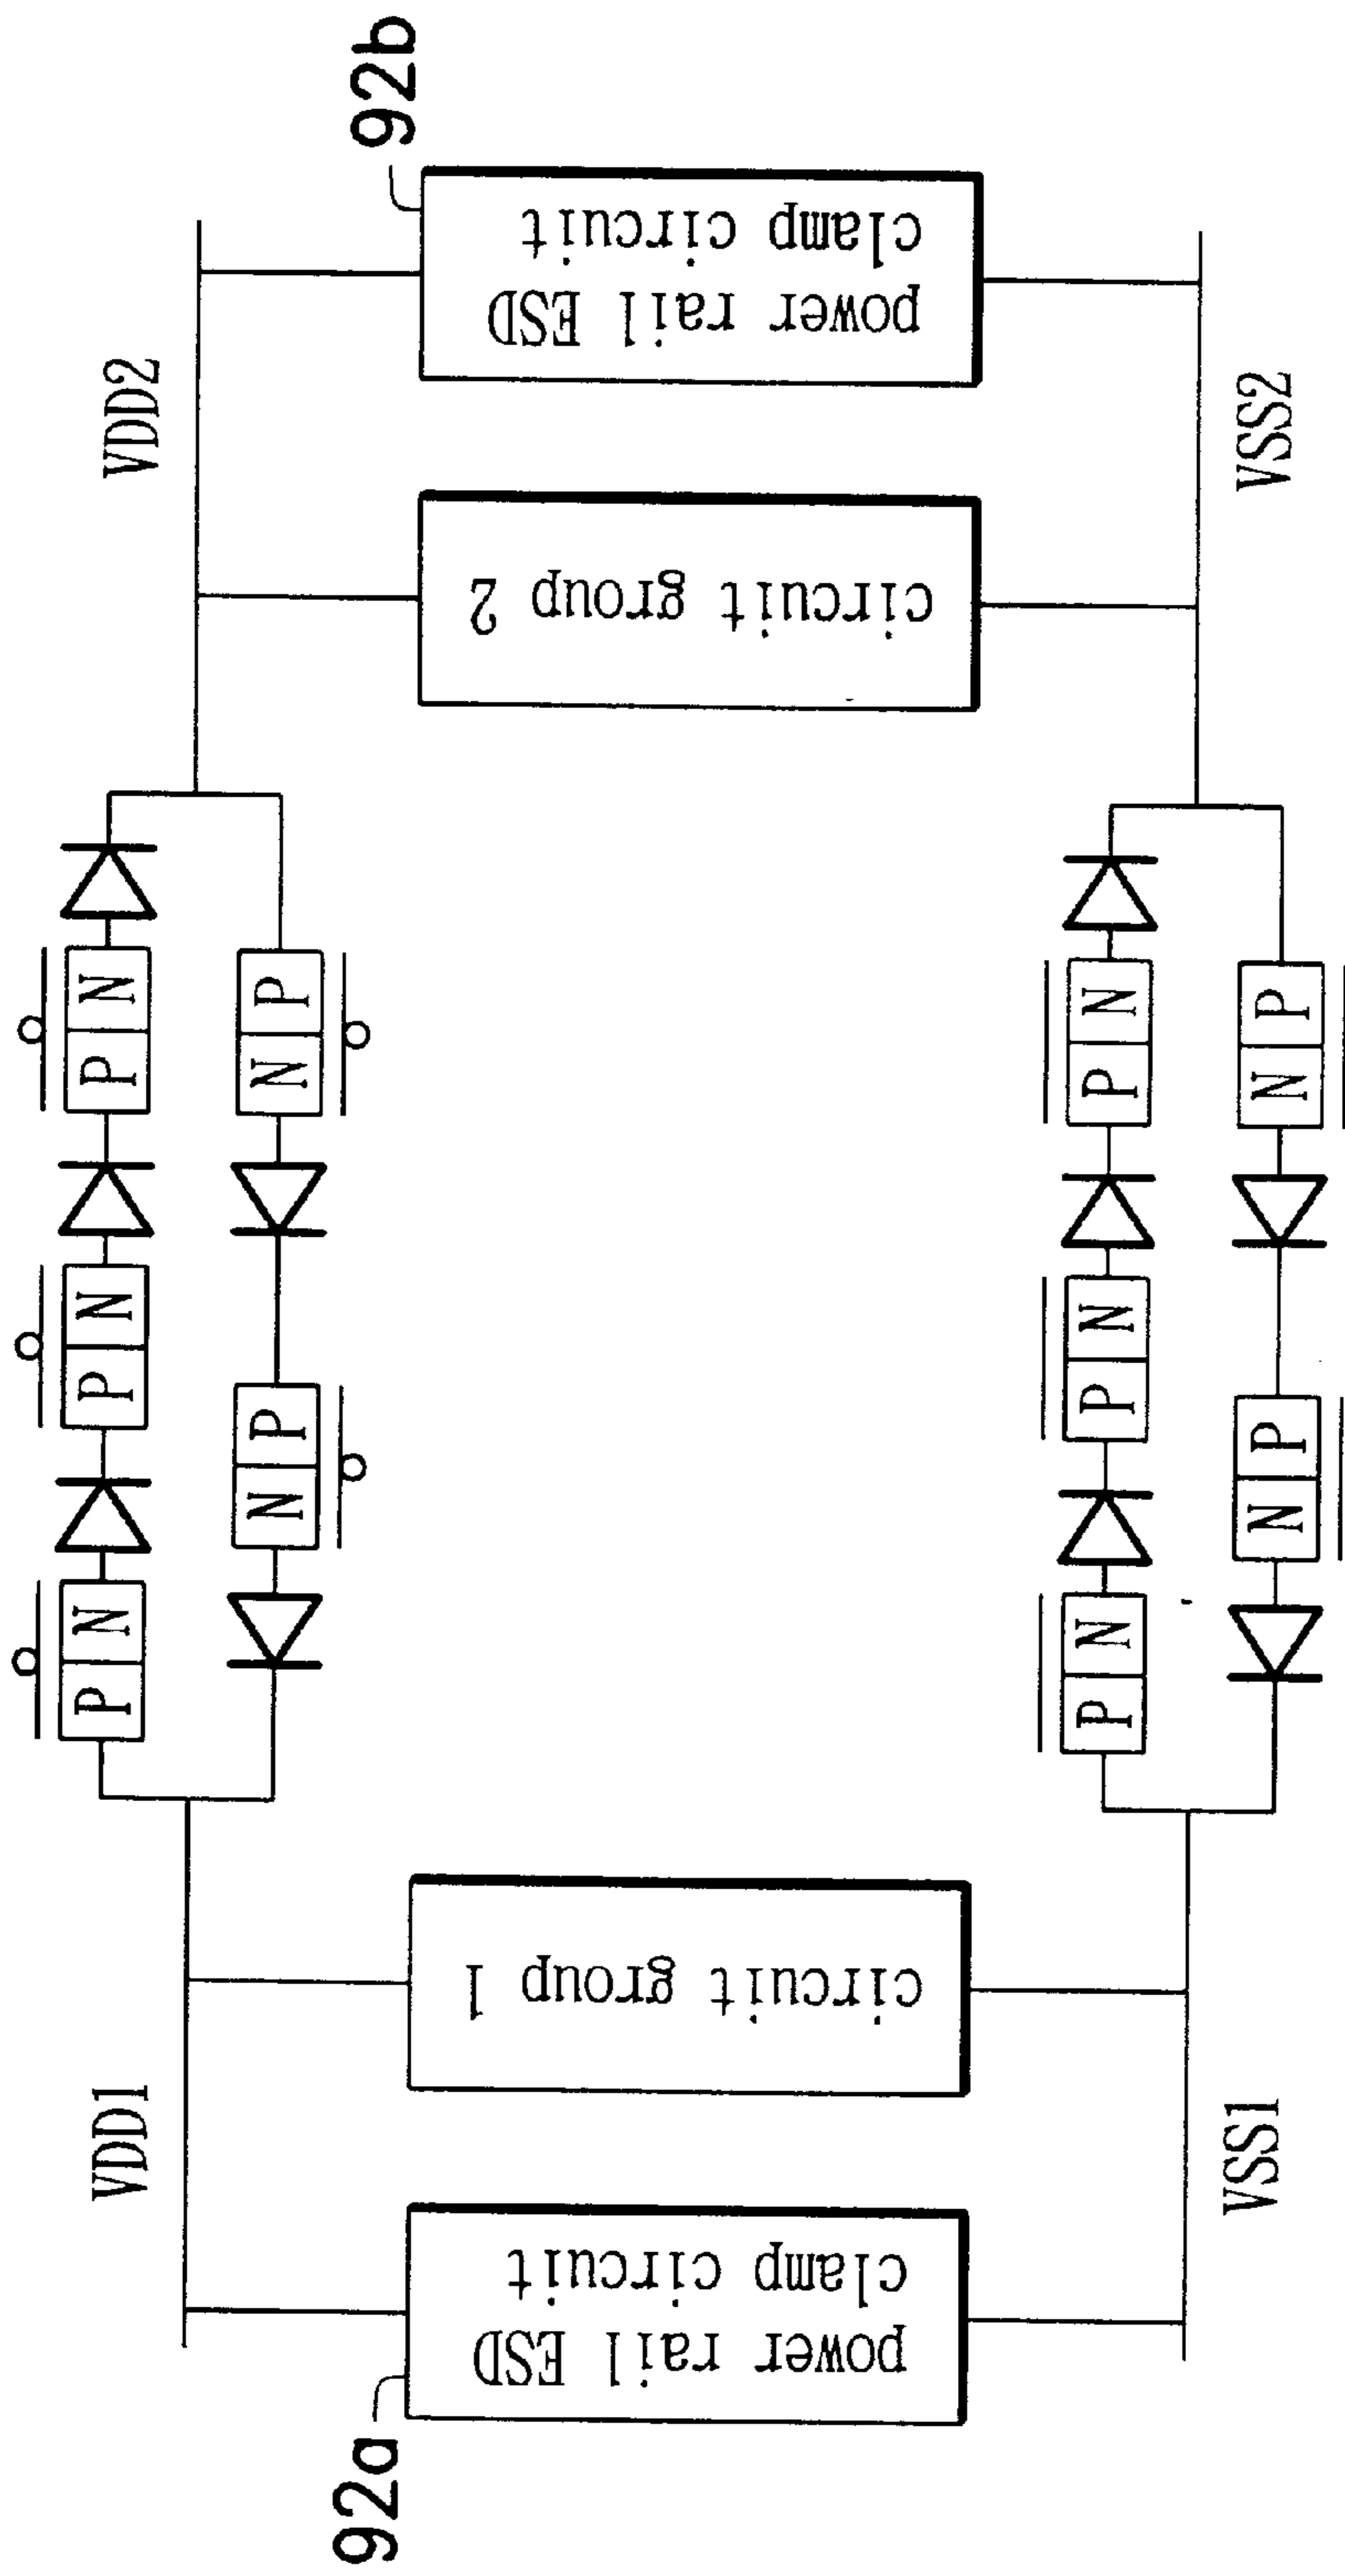 VDD1
VDD2
P N
P N
P N
N P
N P
92a
power rail ESD
clamp circuit
circuit group 1
circuit group 2
power rail ESD
clamp circuit
92b
P N
P N
P N
N P
N P
VSS1
VSS2